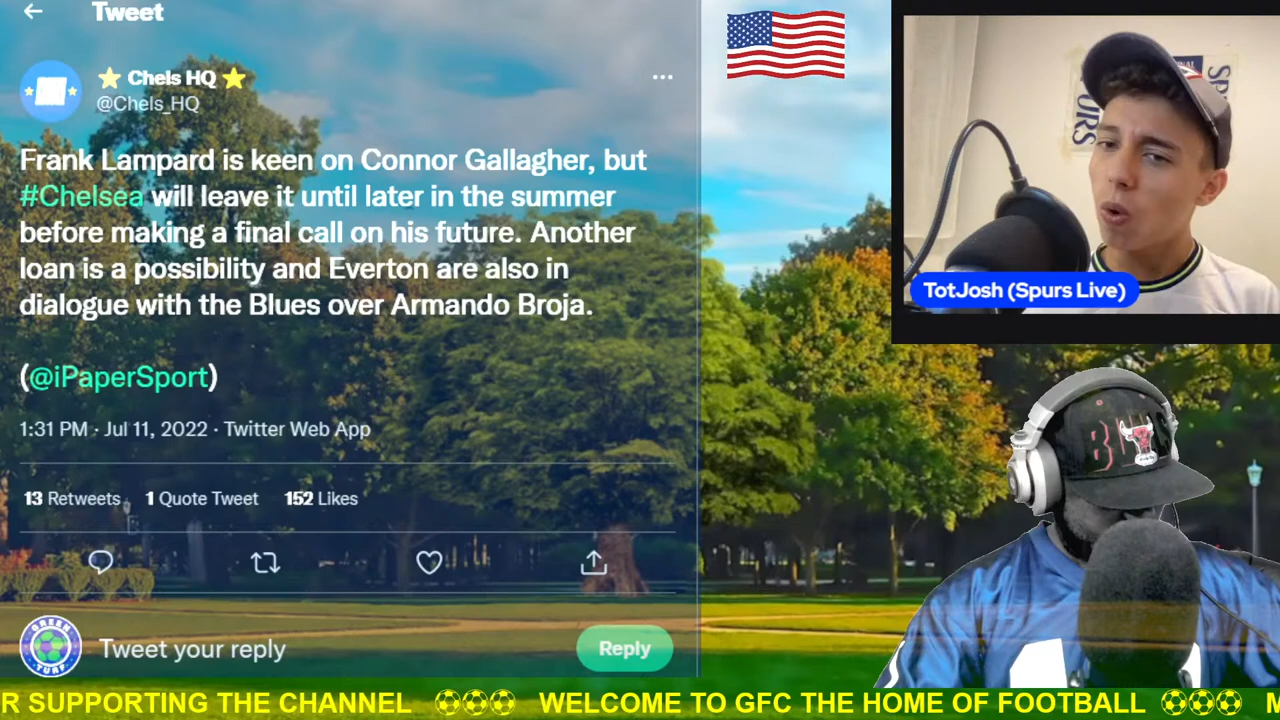 Tweet
Chels HQ
@Chels_HQ
Frank Lampard is keen on Connor Gallagher, but
#Chelsea will leave it until later in the summer
before making a final call on his future. Another
loan is a possibility and Everton are also in
dialogue with the Blues over Armando Broja.
(@iPaperSport)
1:31 PM · Jul 11, 2022 · Twitter Web App
13 Retweets 1 Quote Tweet 152 Likes
GREEN
TURF
Tweet your reply
Reply
TotJosh (Spurs Live)
R SUPPORTING THE CHANNEL WELCOME TO GFC THE HOME OF FOOTBALL M